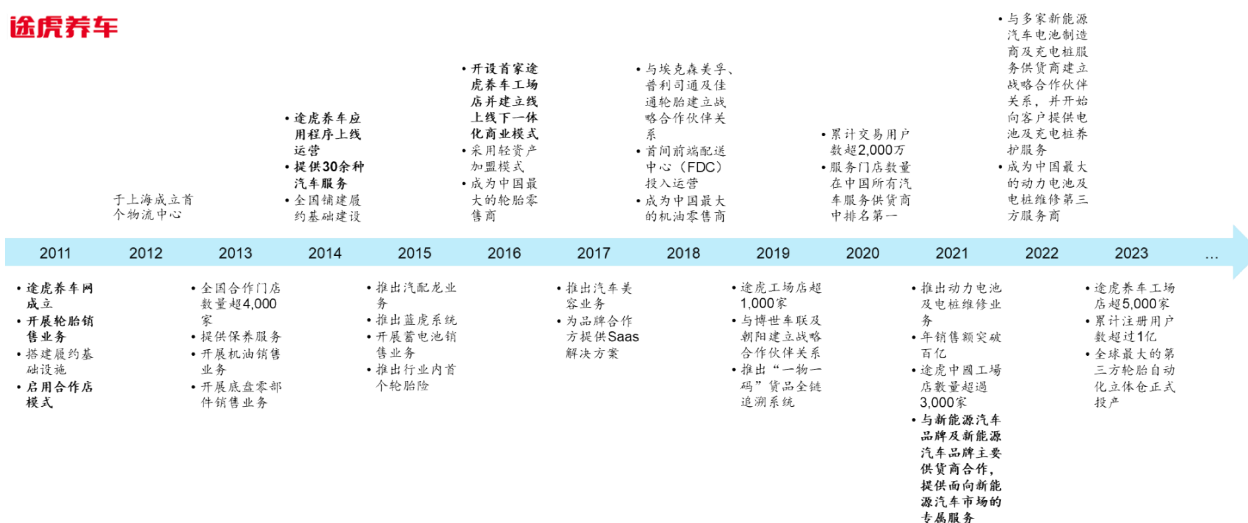 途虎养车
于上海成立首
个物流中心
• 途虎养车应
用程序上线
运营
• 提供30余种
汽车服务
• 全国铺建履
约基础建设
• 开设首家途
虎养车工场
店并建立线
上线下一体
化商业模式
• 采用轻资产
加盟模式
• 成为中国最
大的轮胎零
售商
• 与埃克森美孚、
普利司通及佳
通轮胎建立战
略合作伙伴关
系
• 首间前端配送
中心（FDC）
投入运营
• 成为中国最大
的机油零售商
• 累计交易用户
数超2,000万
• 服务门店数量
在中国所有汽
车服务供货商
中排名第一
• 与多家新能源
汽车电池制造
商及充电桩服
务供货商建立
战略合作伙伴
关系，并开始
向客户提供电
池及充电桩养
护服务
• 成为中国最大
的动力电池及
电桩维修第三
方服务商
2011 2012 2013 2014 2015 2016 2017 2018 2019 2020 2021 2022 2023 …
• 途虎养车网
成立
• 开展轮胎销
售业务
• 搭建履约基
础设施
• 启用合作店
模式
• 全国合作门店
数量超4,000
家
• 提供保养服务
• 开展机油销售
业务
• 开展底盘零部
件销售业务
• 推出汽配龙业
务
• 推出蓝虎系统
• 开展蓄电池销
售业务
• 推出行业内首
个轮胎险
• 推出汽车美
容业务
• 为品牌合作
方提供SaaS
解决方案
• 途虎工场店超
1,000家
• 与博世车联及
朝阳建立战略
合作伙伴关系
• 推出“一物一
码”货品全链
追溯系统
• 推出动力电池
及电桩维修业
务
• 年销售额突破
百亿
• 途虎中國工場
店數量超過
3,000家
• 与新能源汽车
品牌及新能源
汽车品牌主要
供货商合作，
提供面向新能
源汽车市场的
专属服务
• 途虎养车工场
店超5,000家
• 累计注册用户
数超过1亿
• 全球最大的第
三方轮胎自动
化立体仓正式
投产